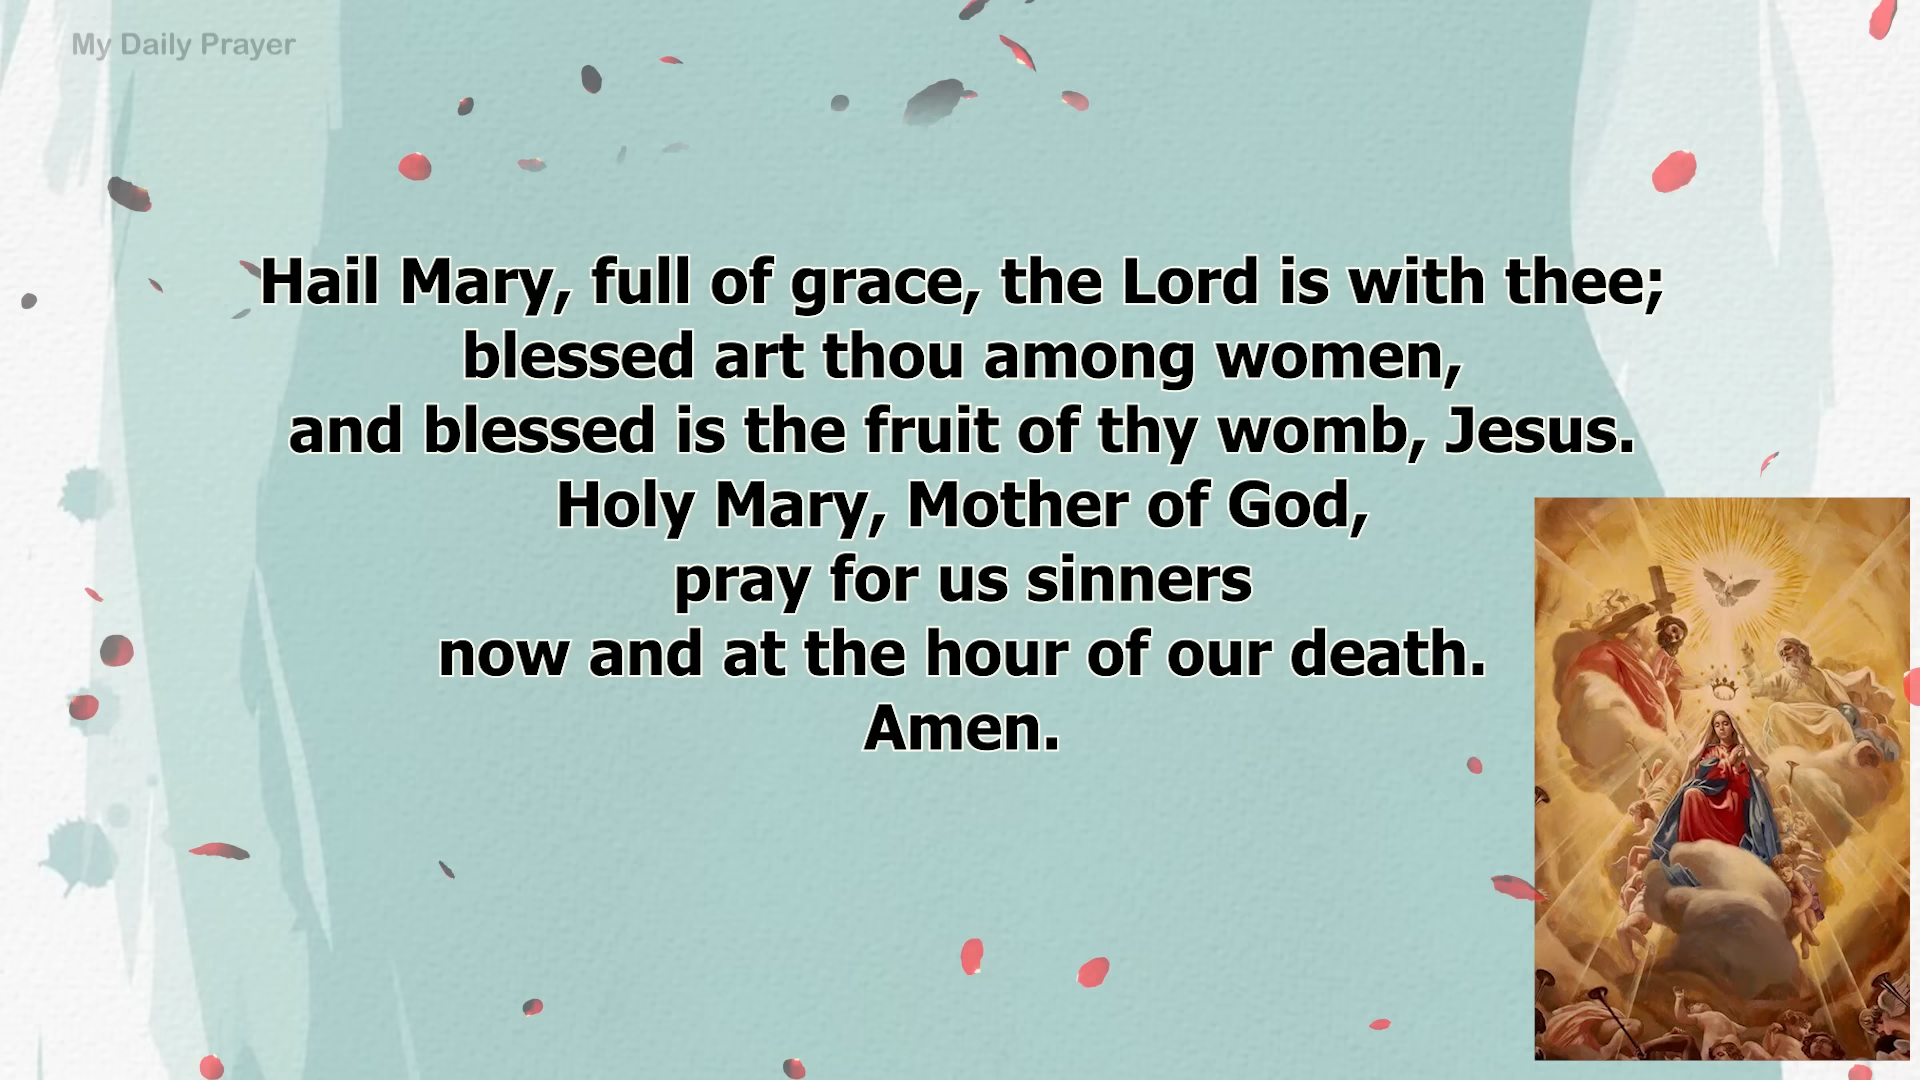 My Daily Prayer
Hail Mary, full of grace, the Lord is with thee;
blessed art thou among women,
and blessed is the fruit of thy womb, Jesus.
Holy Mary, Mother of God,
pray for us sinners
now and at the hour of our death.
Amen.